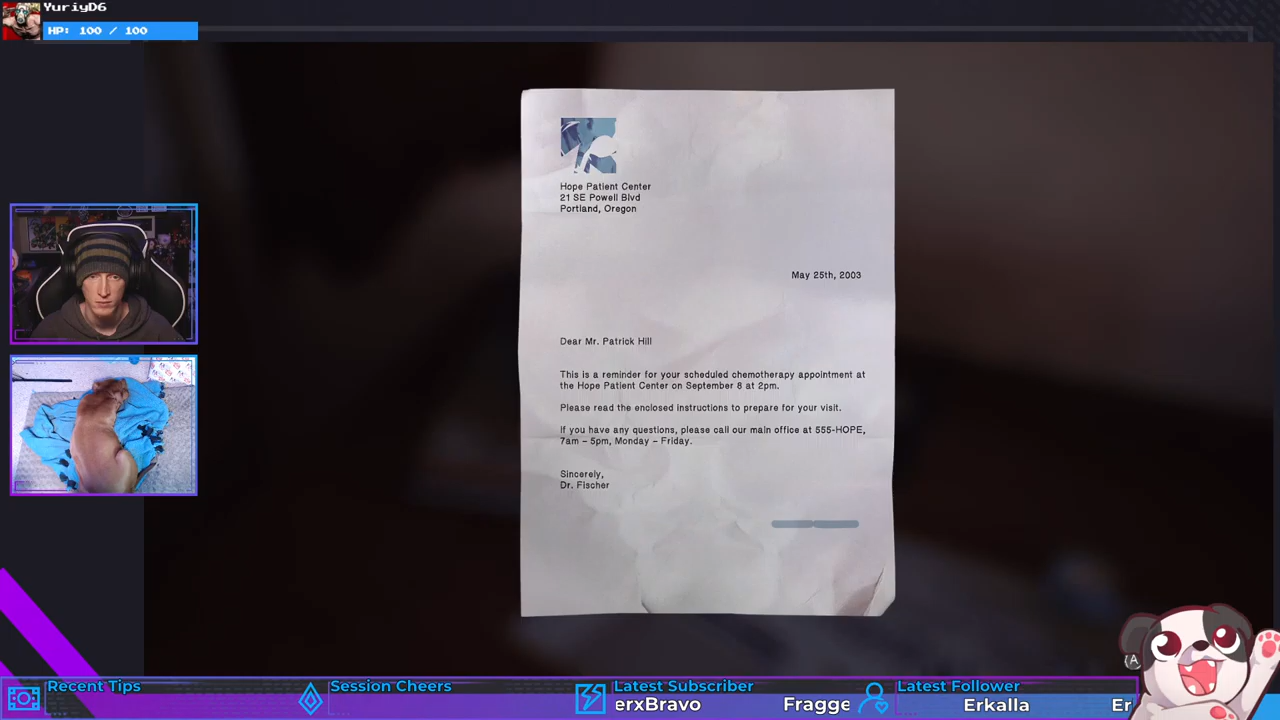 YuriyD6
HP: 100 / 100
Hope Patient Center
21 SE Powell Blvd
Portland, Oregon
May 25th, 2003
Dear Mr. Patrick Hill
This is a reminder for your scheduled chemotherapy appointment at
the Hope Patient Center on September 8 at 2pm.
Please read the enclosed instructions to prepare for your visit.
If you have any questions, please call our main office at 555-HOPE,
7am – 5pm, Monday – Friday.
Sincerely,
Dr. Fischer
(A
Recent Tips
Session Cheers
Latest Subscriber
erxBravo
Fragge
Latest Follower
Erkalla
Er